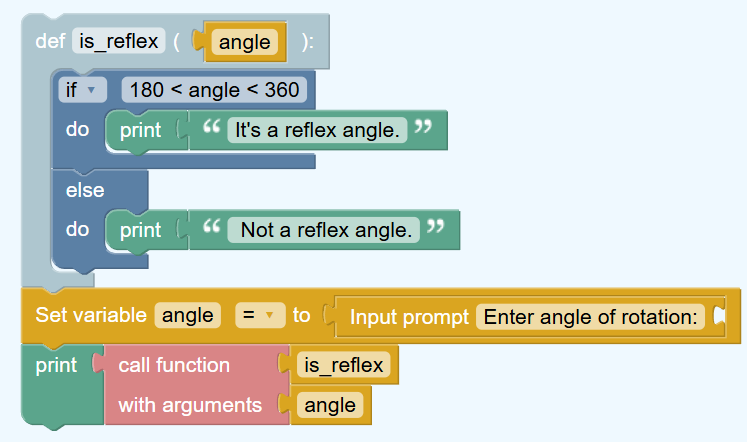 def is_reflex ( angle ):
if ▾ 180 < angle < 360
do print “ It's a reflex angle. ”
else
do print “ Not a reflex angle. ”
Set variable angle = ▾ to Input prompt Enter angle of rotation:
print call function is_reflex
with arguments angle